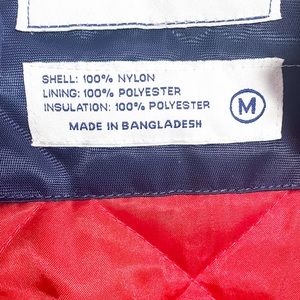 SHELL: 100% NYLON
LINING: 100% POLYESTER
INSULATION: 100% POLYESTER
M
MADE IN BANGLADESH